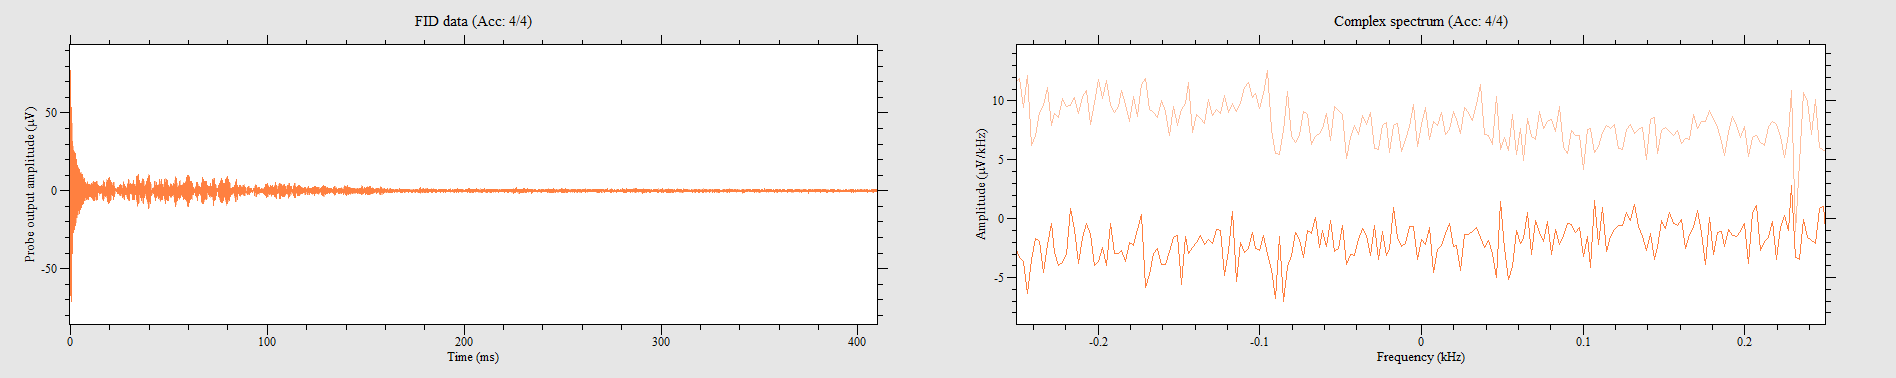 FID data (Acc: 4/4)
Probe output amplitude (µV)
50
0
-50
0 100 200 300 400
Time (ms)
Complex spectrum (Acc: 4/4)
Amplitude (µV/kHz)
10
5
0
-5
-0.2 -0.1 0 0.1 0.2
Frequency (kHz)